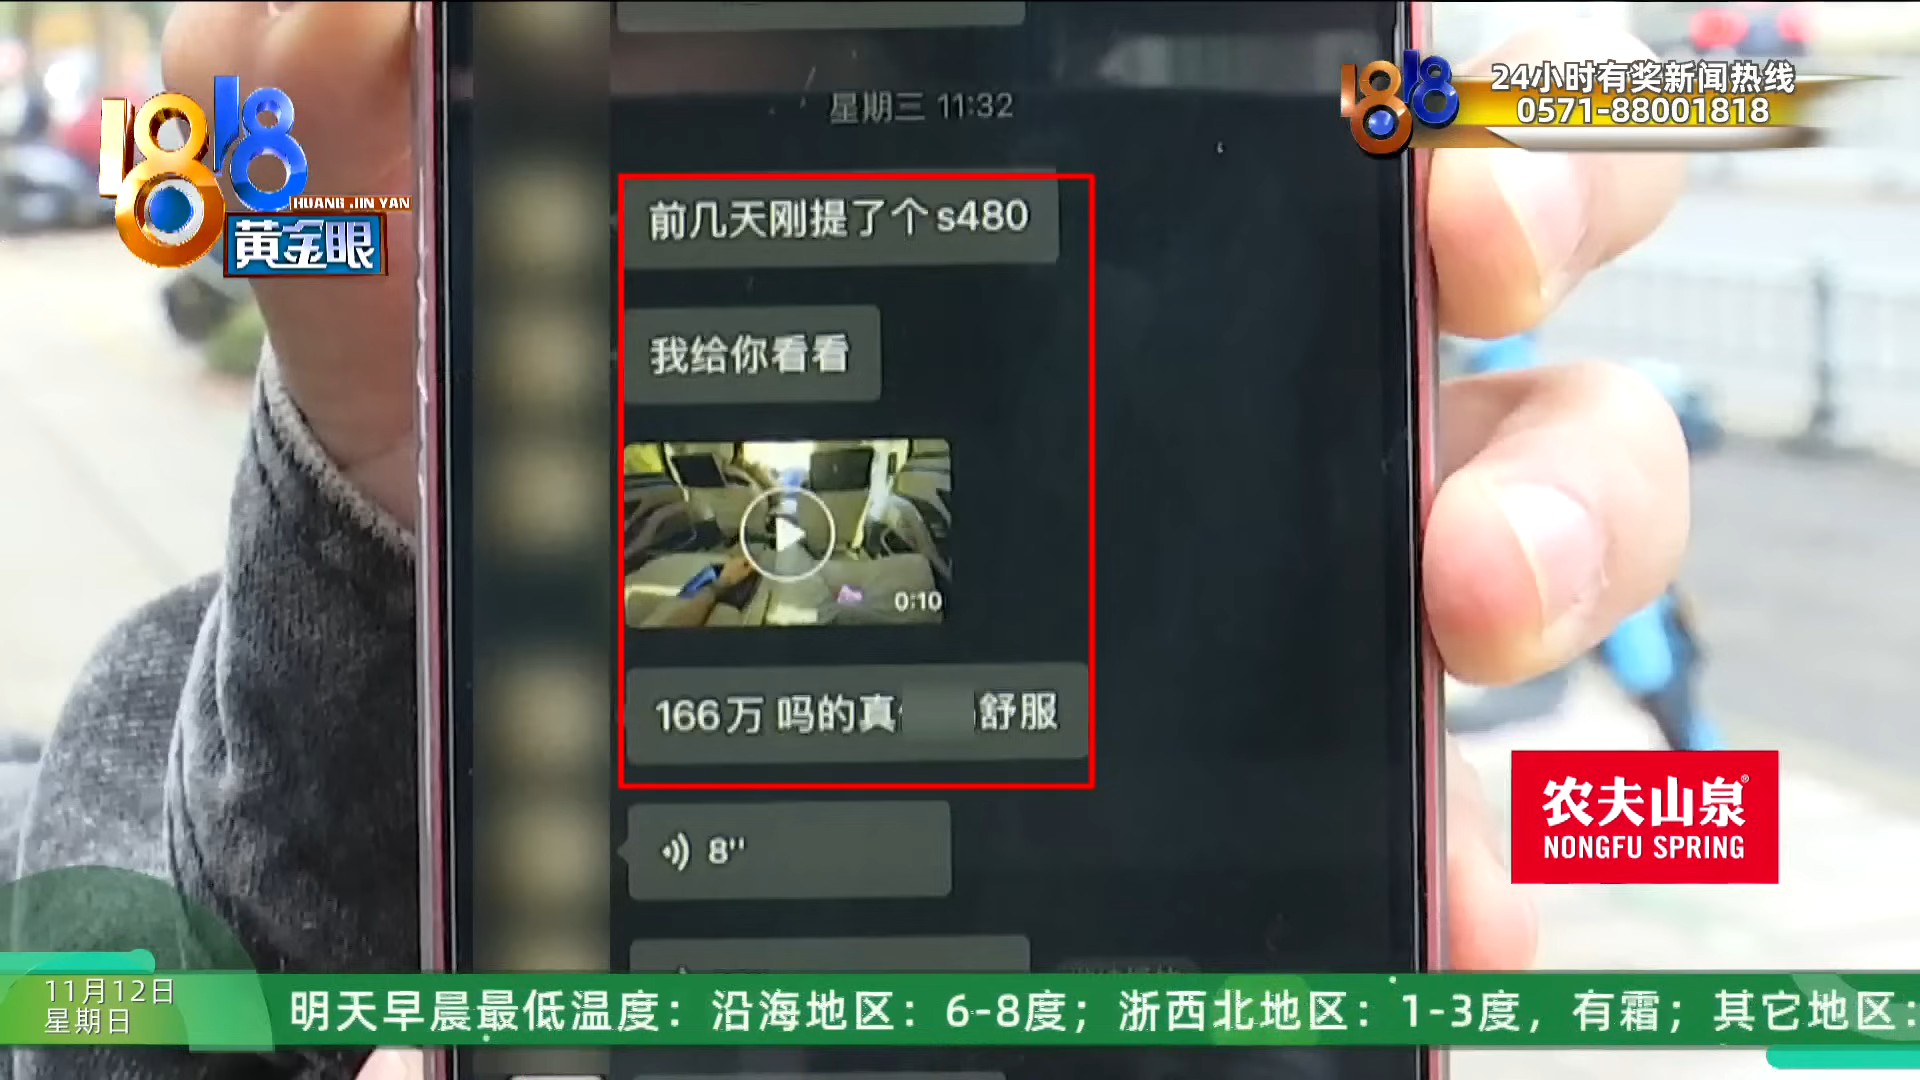 1818
HUANG JIN YAN
黄金眼
1818
24小时有奖新闻热线
0571-88001818
星期三 11:32
前几天刚提了个s480
我给你看看
0:10
166万 吗的真
舒服
8''
农夫山泉®
NONGFU SPRING
11月12日
星期日
明天早晨最低温度：沿海地区：6-8度；浙西北地区：1-3度，有霜；其它地区：